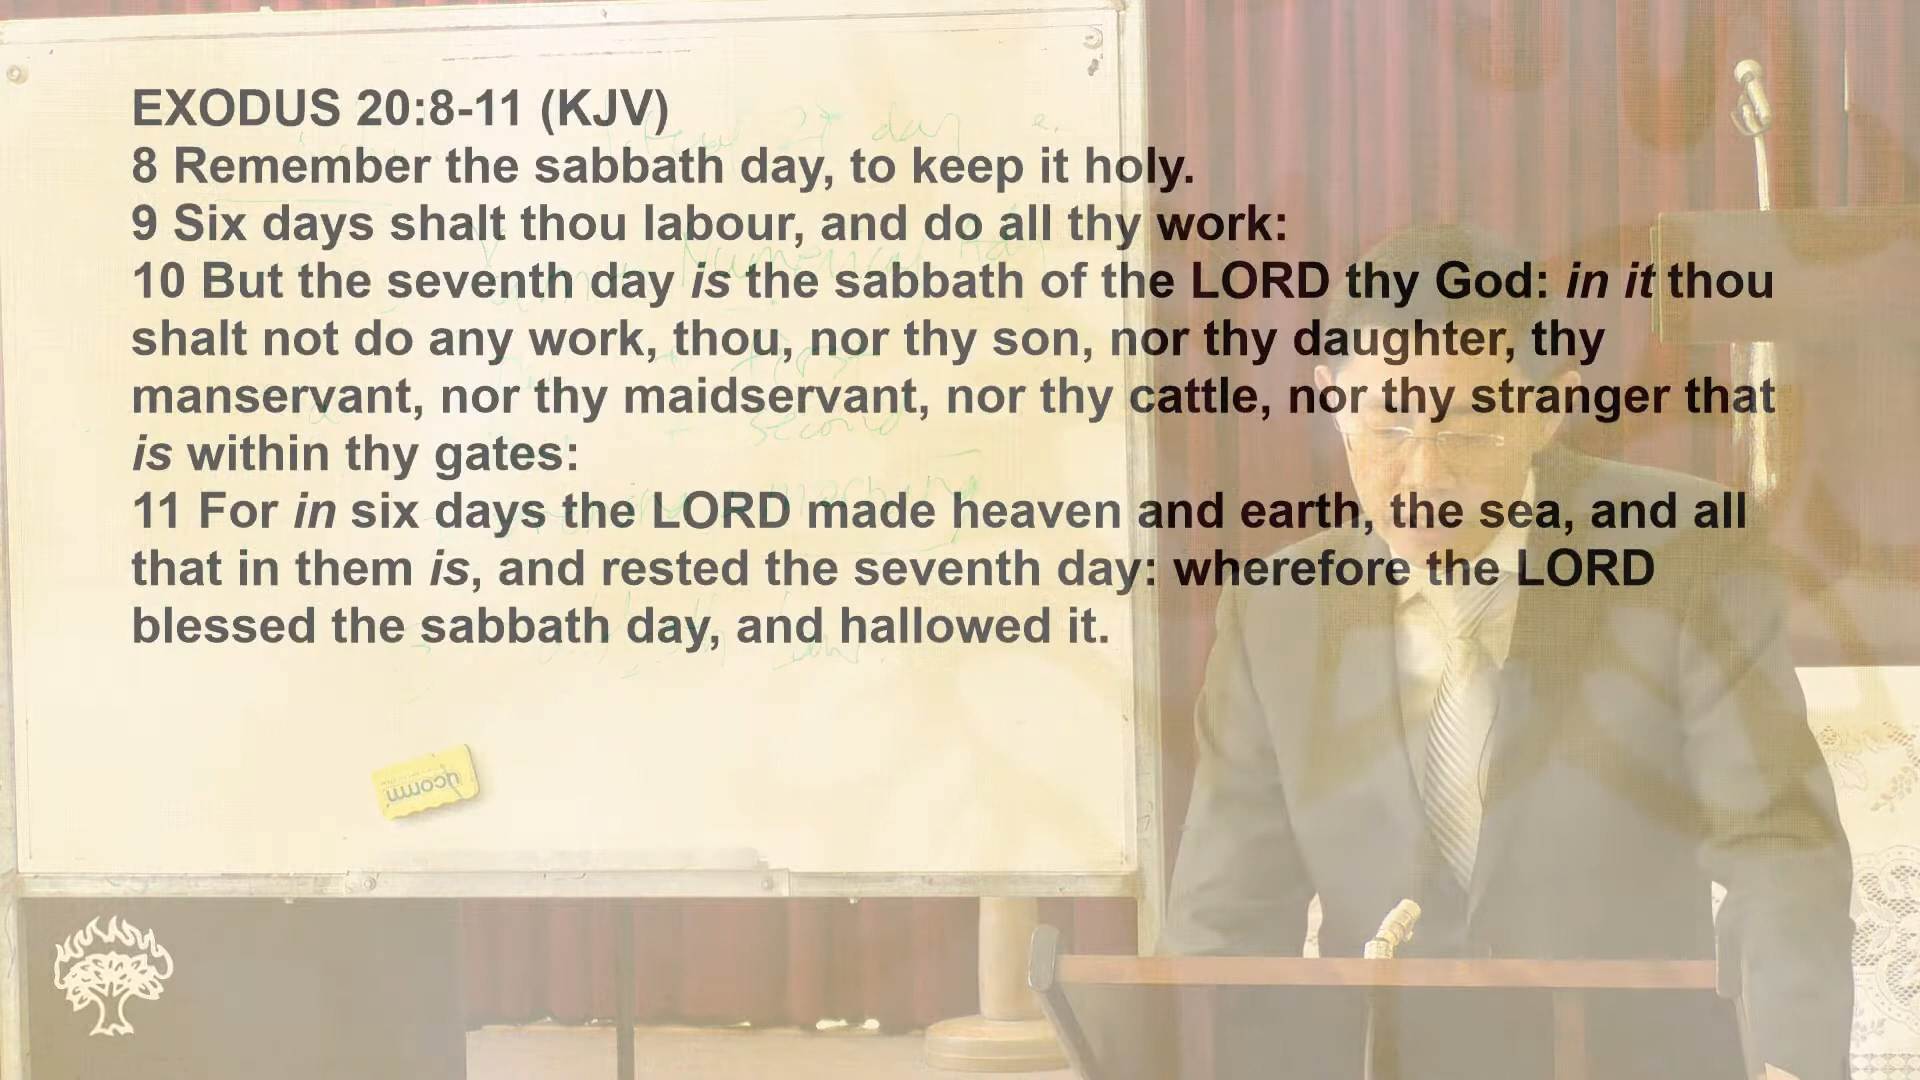 EXODUS 20:8-11 (KJV)
8 Remember the sabbath day, to keep it holy.
9 Six days shalt thou labour, and do all thy work:
10 But the seventh day is the sabbath of the LORD thy God: in it thou
shalt not do any work, thou, nor thy son, nor thy daughter, thy
manservant, nor thy maidservant, nor thy cattle, nor thy stranger that
is within thy gates:
11 For in six days the LORD made heaven and earth, the sea, and all
that in them is, and rested the seventh day: wherefore the LORD
blessed the sabbath day, and hallowed it.
day
Numerical
first
second
ucomm